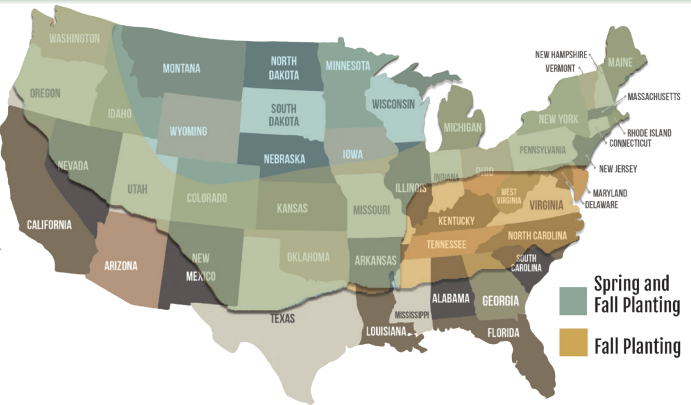 WASHINGTON
OREGON
IDAHO
MONTANA
WYOMING
NORTH
DAKOTA
SOUTH
DAKOTA
NEBRASKA
MINNESOTA
WISCONSIN
IOWA
MICHIGAN
NEVADA
UTAH
COLORADO
KANSAS
MISSOURI
ILLINOIS
INDIANA
OHIO
CALIFORNIA
ARIZONA
NEW
MEXICO
OKLAHOMA
ARKANSAS
TEXAS
LOUISIANA
MISSISSIPPI
ALABAMA
GEORGIA
FLORIDA
KENTUCKY
TENNESSEE
WEST
VIRGINIA
VIRGINIA
NORTH CAROLINA
SOUTH
CAROLINA
PENNSYLVANIA
NEW YORK
NEW HAMPSHIRE
VERMONT
MAINE
MASSACHUSETTS
RHODE ISLAND
CONNECTICUT
NEW JERSEY
MARYLAND
DELAWARE
Spring and
Fall Planting
Fall Planting